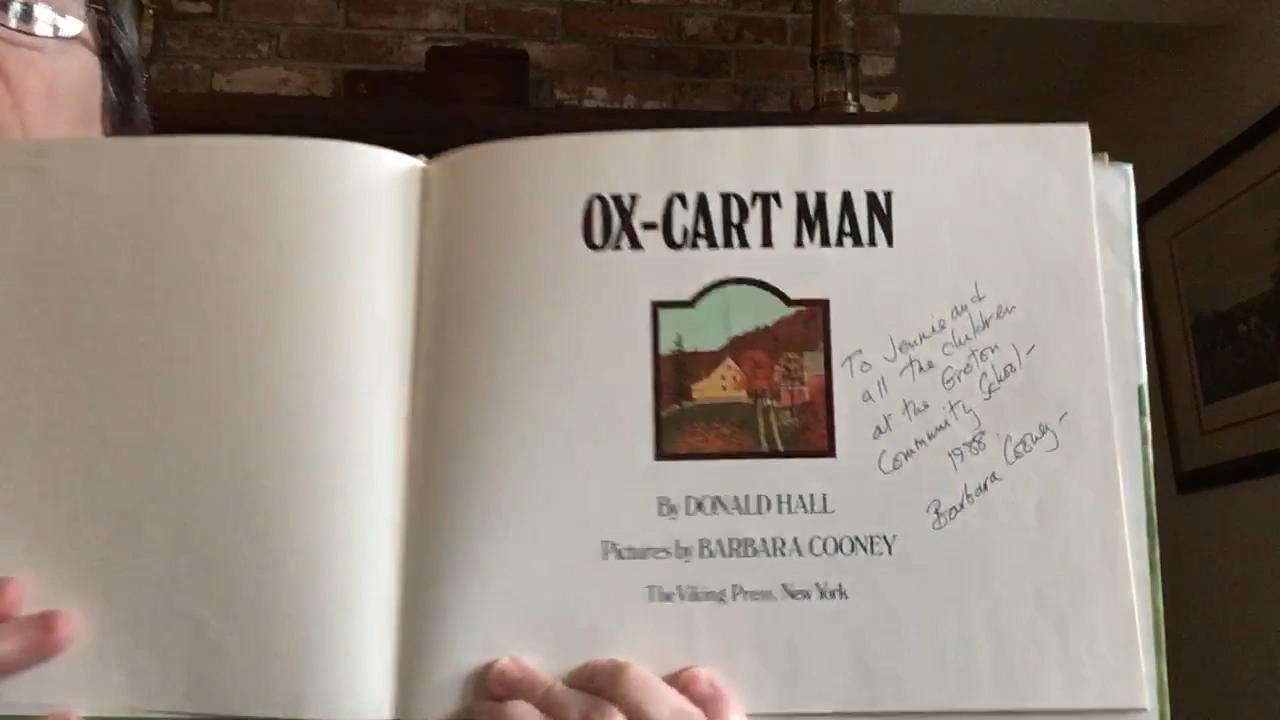 OX-CART MAN
To Jennie and
all the children
at the Groton
Community School-
1988
Barbara Cooney-
By DONALD HALL
Pictures by BARBARA COONEY
The Viking Press, New York